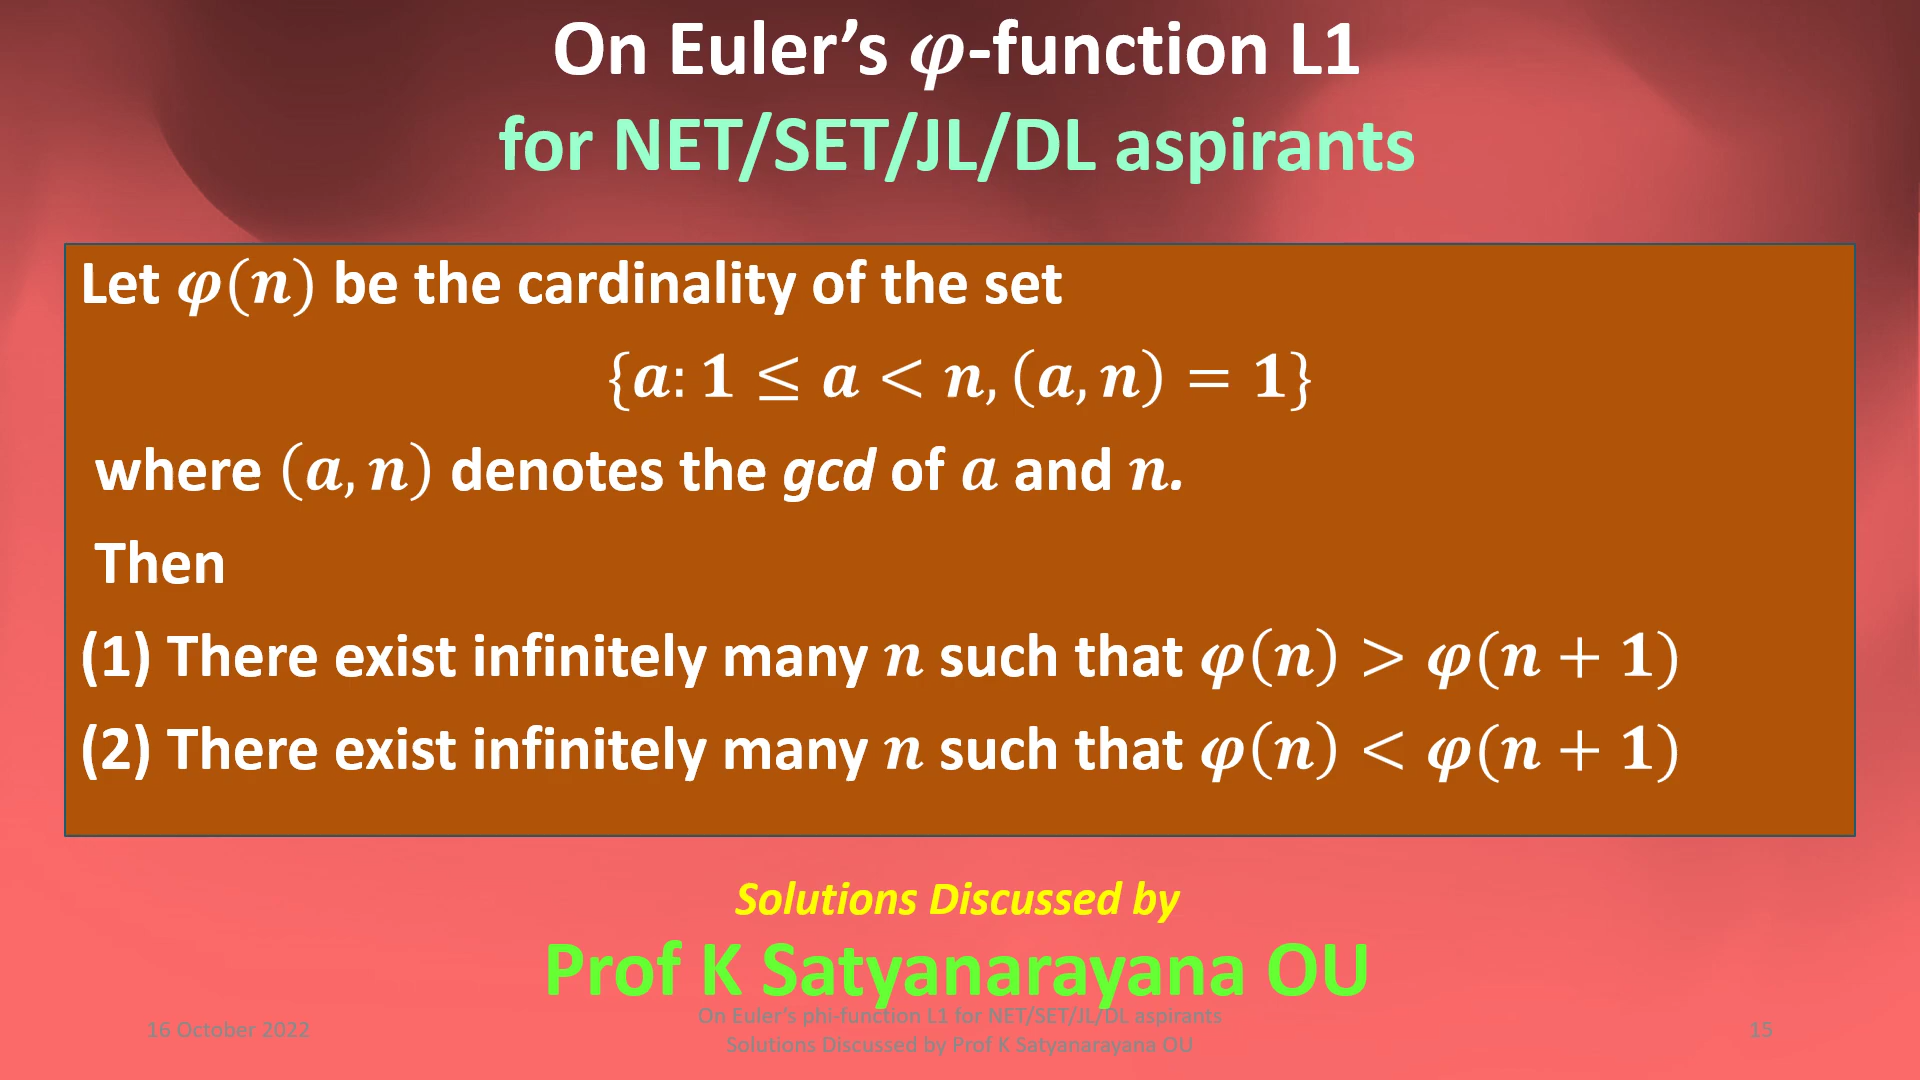 On Euler’s φ-function L1
for NET/SET/JL/DL aspirants
Let φ(n) be the cardinality of the set
{a: 1 ≤ a < n, (a, n) = 1}
where (a, n) denotes the gcd of a and n.
Then
(1) There exist infinitely many n such that φ(n) > φ(n + 1)
(2) There exist infinitely many n such that φ(n) < φ(n + 1)
Solutions Discussed by
Prof K Satyanarayana OU
16 October 2022
On Euler's phi-function L1 for NET/SET/JL/DL aspirants
Solutions Discussed by Prof K Satyanarayana OU
15